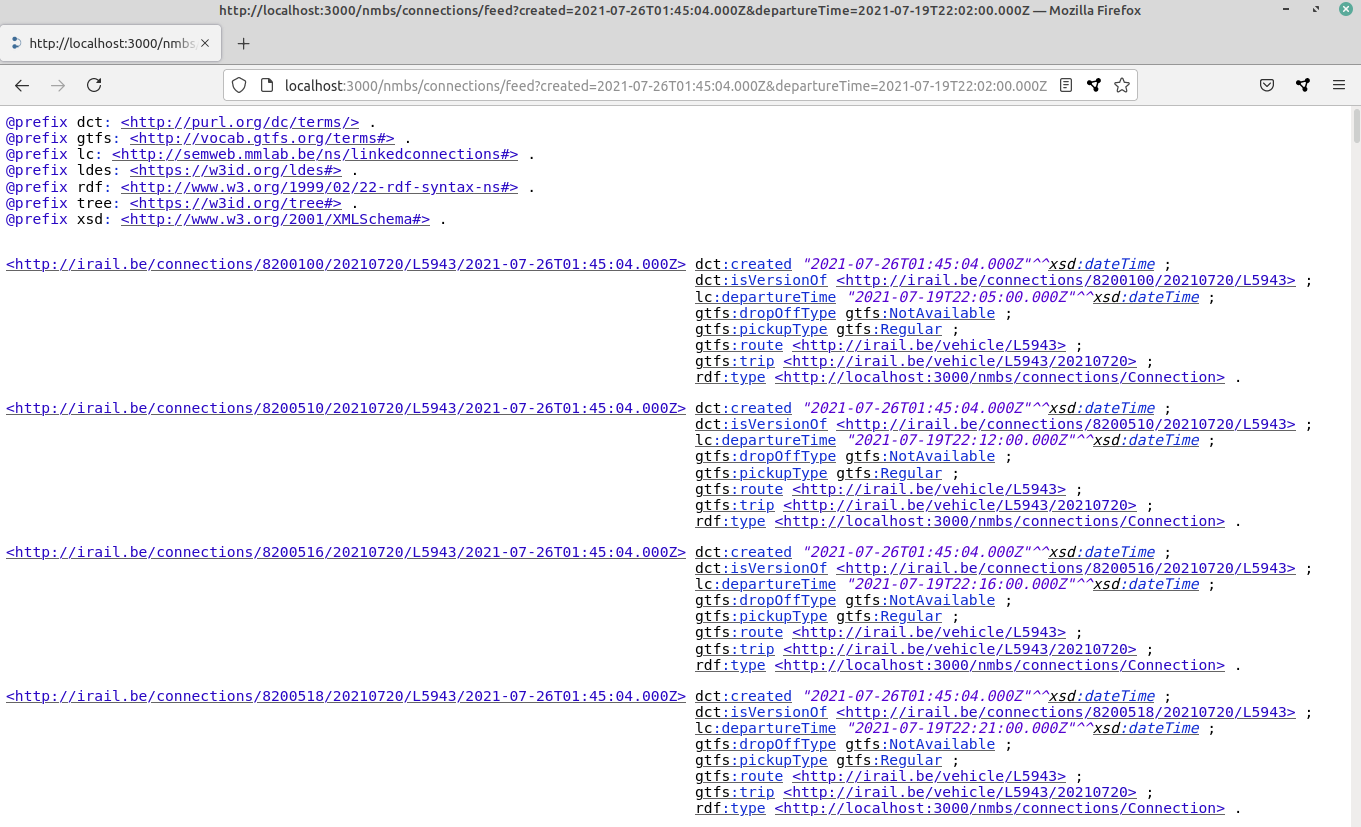 http://localhost:3000/nmbs/connections/feed?created=2021-07-26T01:45:04.000Z&departureTime=2021-07-19T22:02:00.000Z — Mozilla Firefox
http://localhost:3000/nmbs
localhost:3000/nmbs/connections/feed?created=2021-07-26T01:45:04.000Z&departureTime=2021-07-19T22:02:00.000Z
@prefix dct: <http://purl.org/dc/terms/> .
@prefix gtfs: <http://vocab.gtfs.org/terms#> .
@prefix lc: <http://semweb.mmlab.be/ns/linkedconnections#> .
@prefix ldes: <https://w3id.org/ldes#> .
@prefix rdf: <http://www.w3.org/1999/02/22-rdf-syntax-ns#> .
@prefix tree: <https://w3id.org/tree#> .
@prefix xsd: <http://www.w3.org/2001/XMLSchema#> .
<http://irail.be/connections/8200100/20210720/L5943/2021-07-26T01:45:04.000Z> dct:created "2021-07-26T01:45:04.000Z"^^xsd:dateTime ;
dct:isVersionOf <http://irail.be/connections/8200100/20210720/L5943> ;
lc:departureTime "2021-07-19T22:05:00.000Z"^^xsd:dateTime ;
gtfs:dropOffType gtfs:NotAvailable ;
gtfs:pickupType gtfs:Regular ;
gtfs:route <http://irail.be/vehicle/L5943> ;
gtfs:trip <http://irail.be/vehicle/L5943/20210720> ;
rdf:type <http://localhost:3000/nmbs/connections/Connection> .
<http://irail.be/connections/8200510/20210720/L5943/2021-07-26T01:45:04.000Z> dct:created "2021-07-26T01:45:04.000Z"^^xsd:dateTime ;
dct:isVersionOf <http://irail.be/connections/8200510/20210720/L5943> ;
lc:departureTime "2021-07-19T22:12:00.000Z"^^xsd:dateTime ;
gtfs:dropOffType gtfs:NotAvailable ;
gtfs:pickupType gtfs:Regular ;
gtfs:route <http://irail.be/vehicle/L5943> ;
gtfs:trip <http://irail.be/vehicle/L5943/20210720> ;
rdf:type <http://localhost:3000/nmbs/connections/Connection> .
<http://irail.be/connections/8200516/20210720/L5943/2021-07-26T01:45:04.000Z> dct:created "2021-07-26T01:45:04.000Z"^^xsd:dateTime ;
dct:isVersionOf <http://irail.be/connections/8200516/20210720/L5943> ;
lc:departureTime "2021-07-19T22:16:00.000Z"^^xsd:dateTime ;
gtfs:dropOffType gtfs:NotAvailable ;
gtfs:pickupType gtfs:Regular ;
gtfs:route <http://irail.be/vehicle/L5943> ;
gtfs:trip <http://irail.be/vehicle/L5943/20210720> ;
rdf:type <http://localhost:3000/nmbs/connections/Connection> .
<http://irail.be/connections/8200518/20210720/L5943/2021-07-26T01:45:04.000Z> dct:created "2021-07-26T01:45:04.000Z"^^xsd:dateTime ;
dct:isVersionOf <http://irail.be/connections/8200518/20210720/L5943> ;
lc:departureTime "2021-07-19T22:21:00.000Z"^^xsd:dateTime ;
gtfs:dropOffType gtfs:NotAvailable ;
gtfs:pickupType gtfs:Regular ;
gtfs:route <http://irail.be/vehicle/L5943> ;
gtfs:trip <http://irail.be/vehicle/L5943/20210720> ;
rdf:type <http://localhost:3000/nmbs/connections/Connection> .